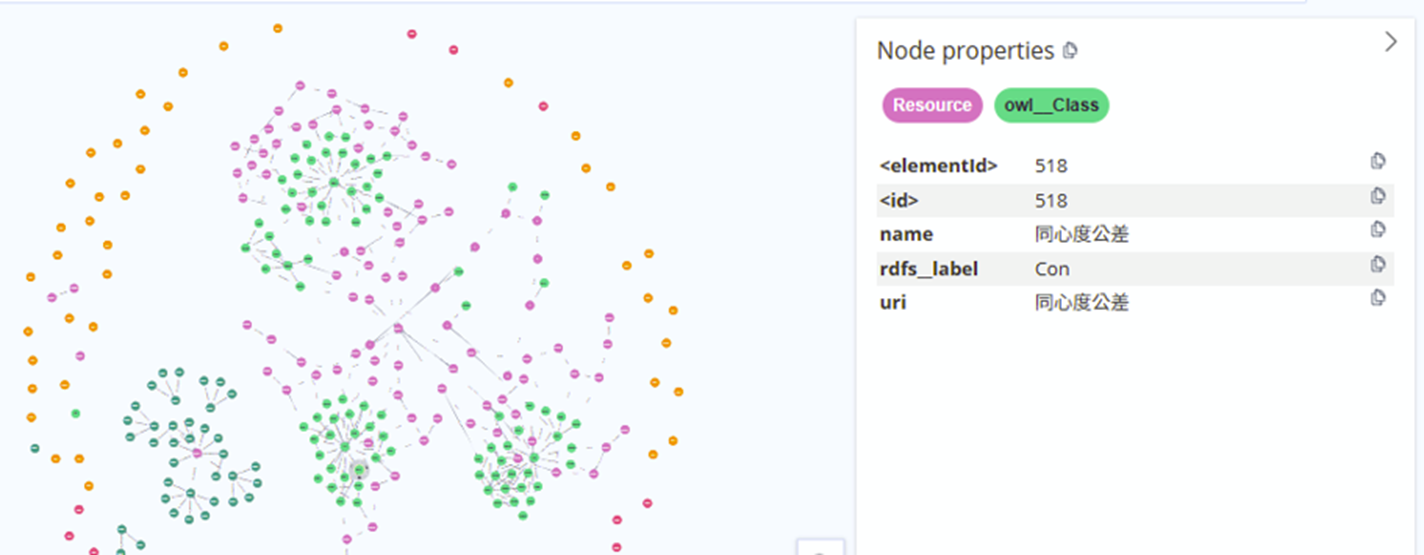 Node properties
Resource owl__Class
<elementId> 518
<id> 518
name 同心度公差
rdfs__label Con
uri 同心度公差